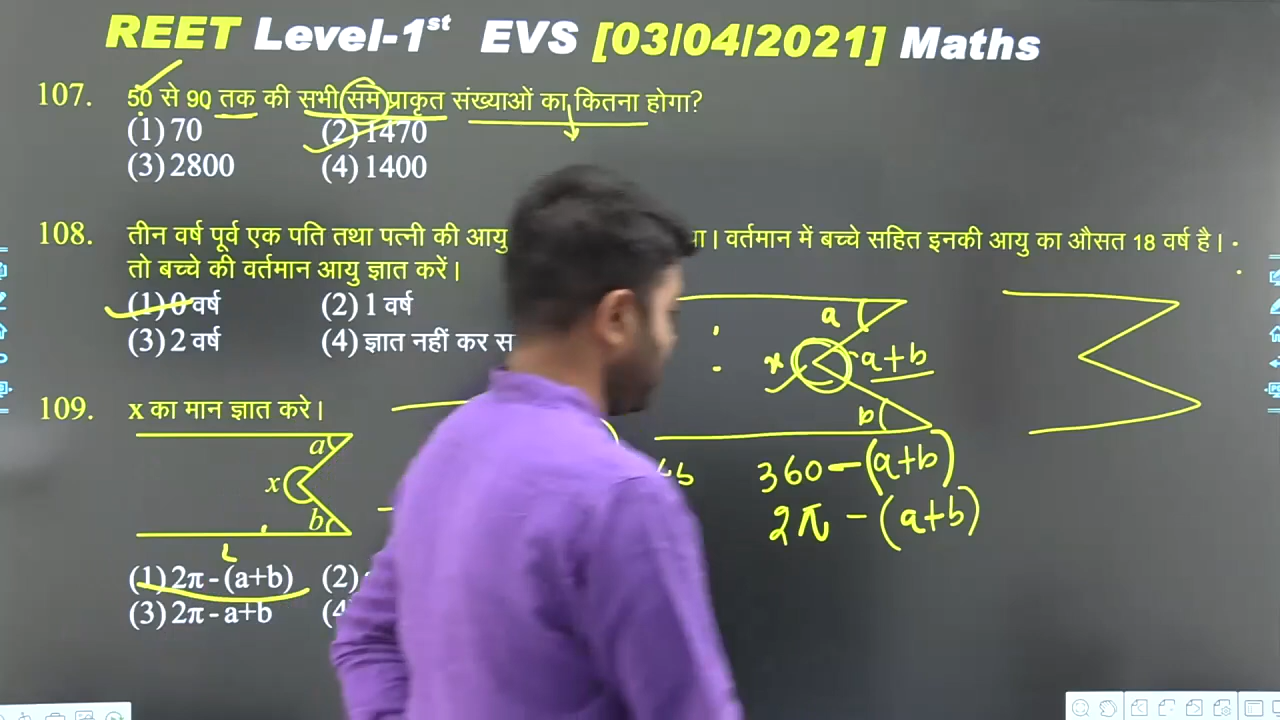 REET Level-1st EVS [03/04/2021] Maths
107. 50 से 90 तक की सभी सम प्राकृत संख्याओं का कितना होगा?
(1) 70 (2) 1470
(3) 2800 (4) 1400
108. तीन वर्ष पूर्व एक पति तथा पत्नी की आयु । वर्तमान में बच्चे सहित इनकी आयु का औसत 18 वर्ष है।
तो बच्चे की वर्तमान आयु ज्ञात करें।
(1) 0 वर्ष (2) 1 वर्ष
(3) 2 वर्ष (4) ज्ञात नहीं कर
a
x a+b
b
109. x का मान ज्ञात करे।
a
x
b
360-(a+b)
2π-(a+b)
(1) 2π-(a+b) (2)
(3) 2π-a+b (4